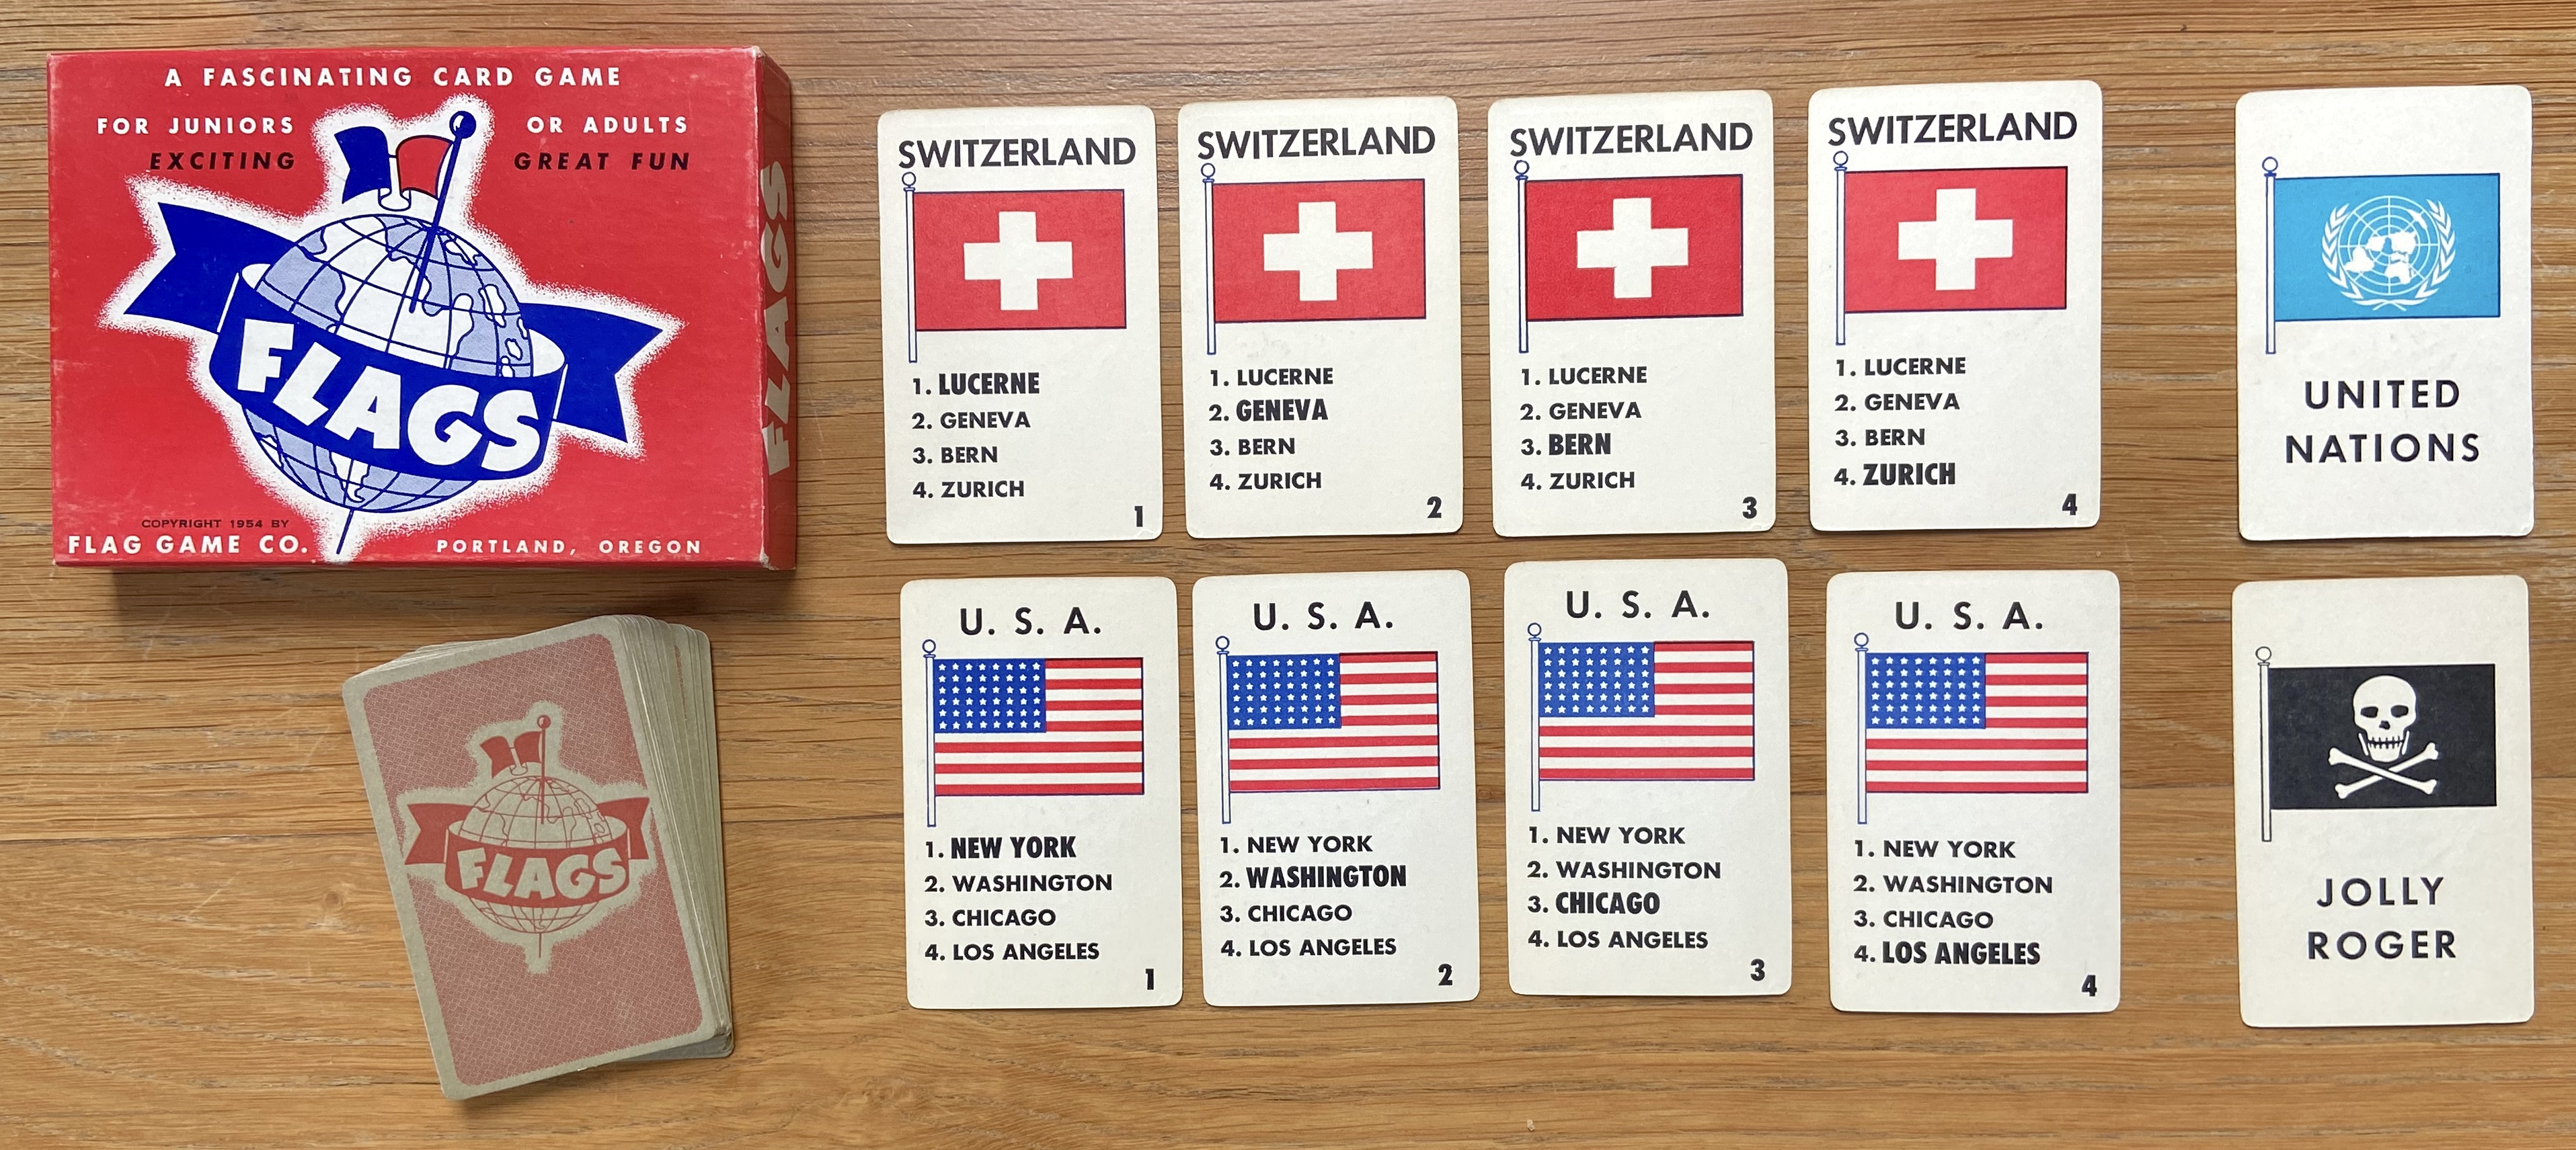 A FASCINATING CARD GAME
FOR JUNIORS OR ADULTS
EXCITING GREAT FUN
FLAGS
COPYRIGHT 1954 BY
FLAG GAME CO. PORTLAND, OREGON
FLAGS
FLAGS
SWITZERLAND
1. LUCERNE
2. GENEVA
3. BERN
4. ZURICH
1
SWITZERLAND
1. LUCERNE
2. GENEVA
3. BERN
4. ZURICH
2
SWITZERLAND
1. LUCERNE
2. GENEVA
3. BERN
4. ZURICH
3
SWITZERLAND
1. LUCERNE
2. GENEVA
3. BERN
4. ZURICH
4
UNITED
NATIONS
U. S. A.
1. NEW YORK
2. WASHINGTON
3. CHICAGO
4. LOS ANGELES
1
U. S. A.
1. NEW YORK
2. WASHINGTON
3. CHICAGO
4. LOS ANGELES
2
U. S. A.
1. NEW YORK
2. WASHINGTON
3. CHICAGO
4. LOS ANGELES
3
U. S. A.
1. NEW YORK
2. WASHINGTON
3. CHICAGO
4. LOS ANGELES
4
JOLLY
ROGER